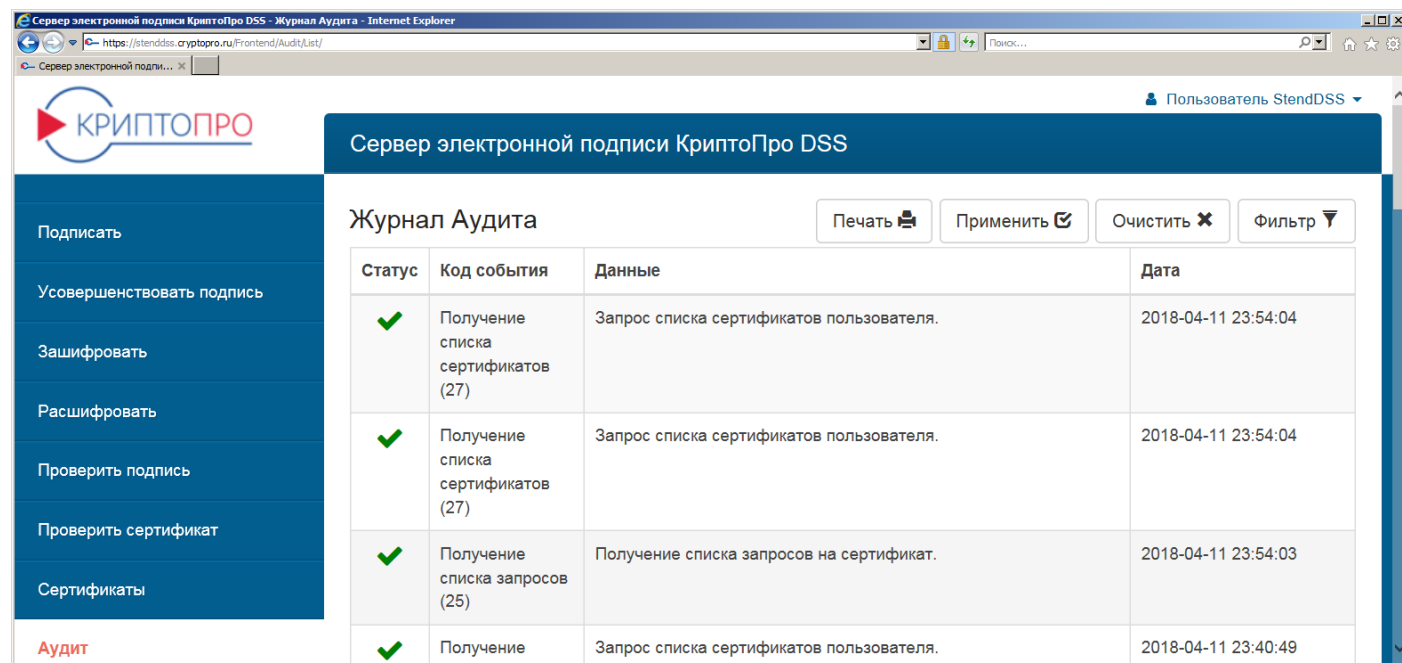 Сервер электронной подписи КриптоПро DSS - Журнал Аудита - Internet Explorer
https://stenddss.cryptopro.ru/Frontend/Audit/List/
Поиск...
Сервер электронной подпи...
КРИПТОПРО
Пользователь StendDSS
Сервер электронной подписи КриптоПро DSS
Подписать
Усовершенствовать подпись
Зашифровать
Расшифровать
Проверить подпись
Проверить сертификат
Сертификаты
Аудит
Журнал Аудита
Печать
Применить
Очистить
Фильтр
Статус Код события Данные Дата
Получение Запрос списка сертификатов пользователя. 2018-04-11 23:54:04
списка
сертификатов
(27)
Получение Запрос списка сертификатов пользователя. 2018-04-11 23:54:04
списка
сертификатов
(27)
Получение Получение списка запросов на сертификат. 2018-04-11 23:54:03
списка запросов
(25)
Получение Запрос списка сертификатов пользователя. 2018-04-11 23:40:49